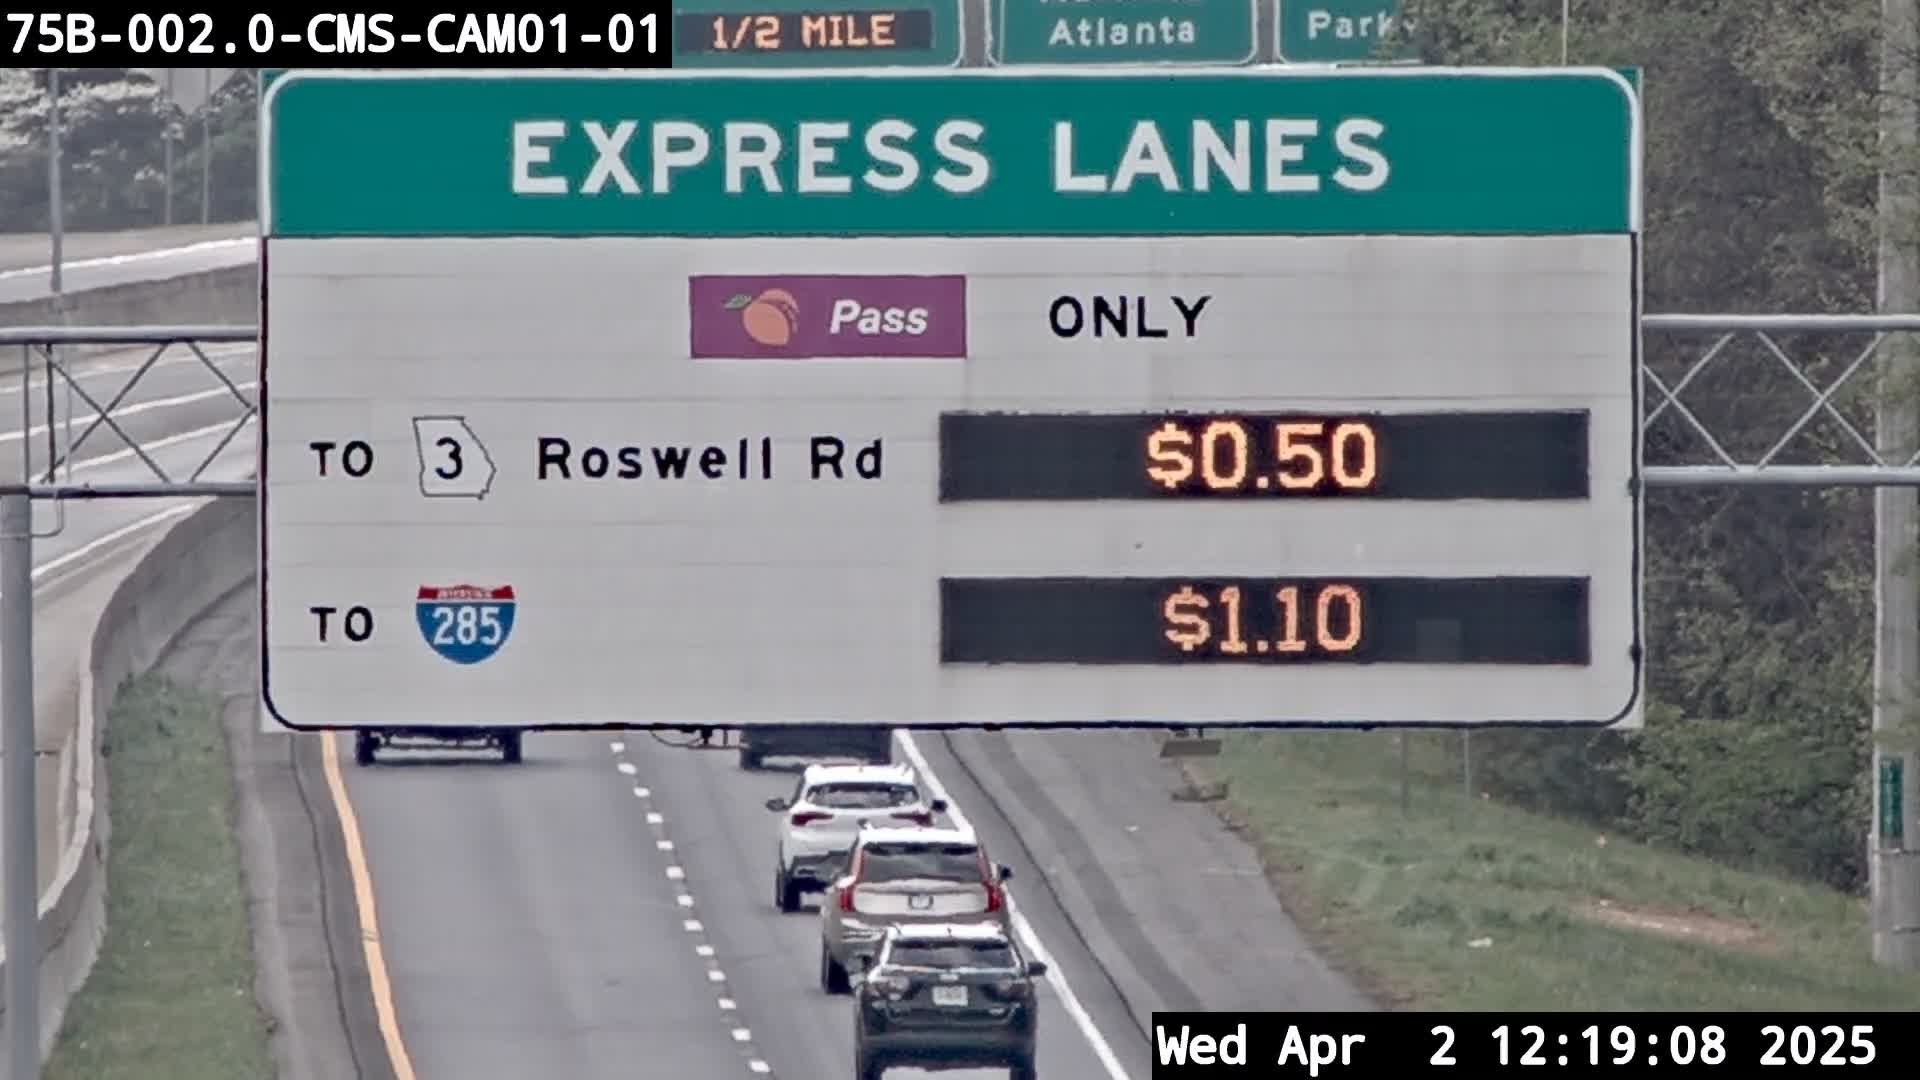 75B-002.0-CMS-CAM01-01
1/2 MILE
Atlanta
EXPRESS LANES
Pass ONLY
TO 3 Roswell Rd $0.50
TO 285 $1.10
Wed Apr 2 12:19:08 2025